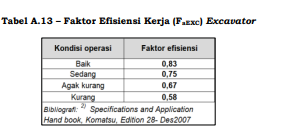 Tabel A.13 – Faktor Efisiensi Kerja (FaEXC) Excavator
Kondisi operasi Faktor efisiensi
Baik 0,83
Sedang 0,75
Agak kurang 0,67
Kurang 0,58
Bibliografi: 2) Specifications and Application
Hand book, Komatsu, Edition 28- Des2007